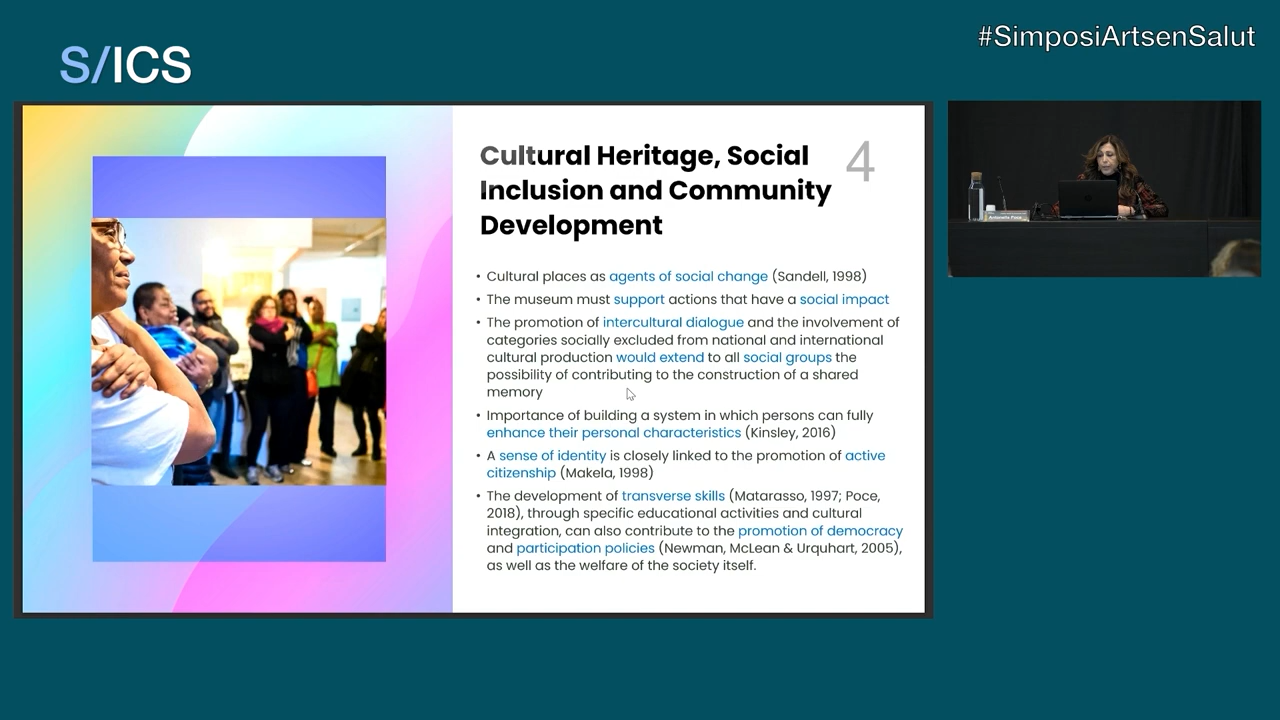 S/ICS
#SimposiArtsenSalut
Cultural Heritage, Social
Inclusion and Community
Development
4
• Cultural places as agents of social change (Sandell, 1998)
• The museum must support actions that have a social impact
• The promotion of intercultural dialogue and the involvement of
categories socially excluded from national and international
cultural production would extend to all social groups the
possibility of contributing to the construction of a shared
memory
• Importance of building a system in which persons can fully
enhance their personal characteristics (Kinsley, 2016)
• A sense of identity is closely linked to the promotion of active
citizenship (Makela, 1998)
• The development of transverse skills (Matarasso, 1997; Poce,
2018), through specific educational activities and cultural
integration, can also contribute to the promotion of democracy
and participation policies (Newman, McLean & Urquhart, 2005),
as well as the welfare of the society itself.
Antonella Poce